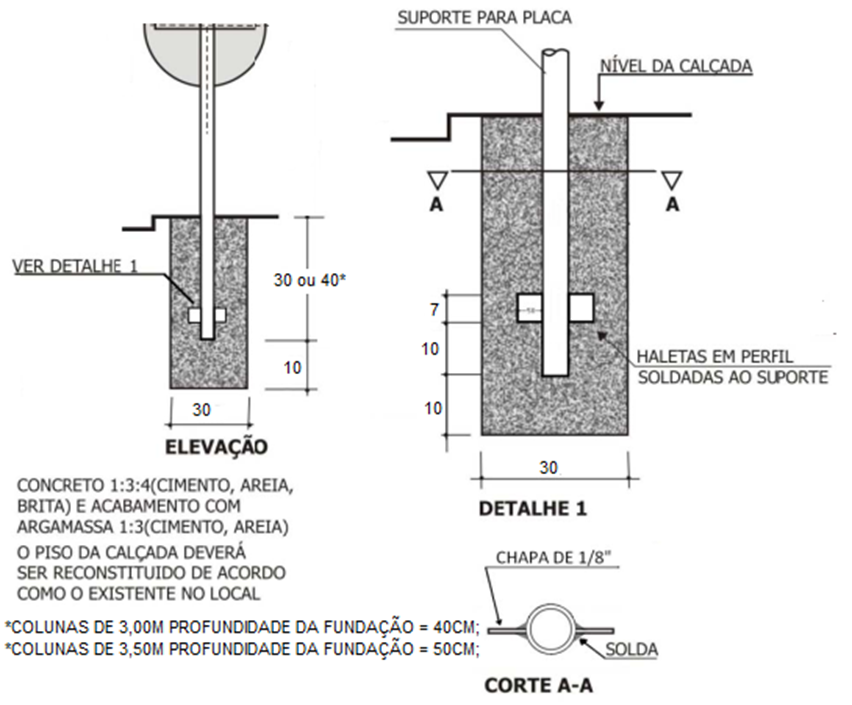 SUPORTE PARA PLACA
NÍVEL DA CALÇADA
A
A
VER DETALHE 1
30 ou 40*
10
30
ELEVAÇÃO
7
10
10
HALETAS EM PERFIL
SOLDADAS AO SUPORTE
30
DETALHE 1
CONCRETO 1:3:4(CIMENTO, AREIA,
BRITA) E ACABAMENTO COM
ARGAMASSA 1:3(CIMENTO, AREIA)
O PISO DA CALÇADA DEVERÁ
SER RECONSTITUIDO DE ACORDO
COMO O EXISTENTE NO LOCAL
*COLUNAS DE 3,00M PROFUNDIDADE DA FUNDAÇÃO = 40CM;
*COLUNAS DE 3,50M PROFUNDIDADE DA FUNDAÇÃO = 50CM;
CHAPA DE 1/8"
SOLDA
CORTE A-A